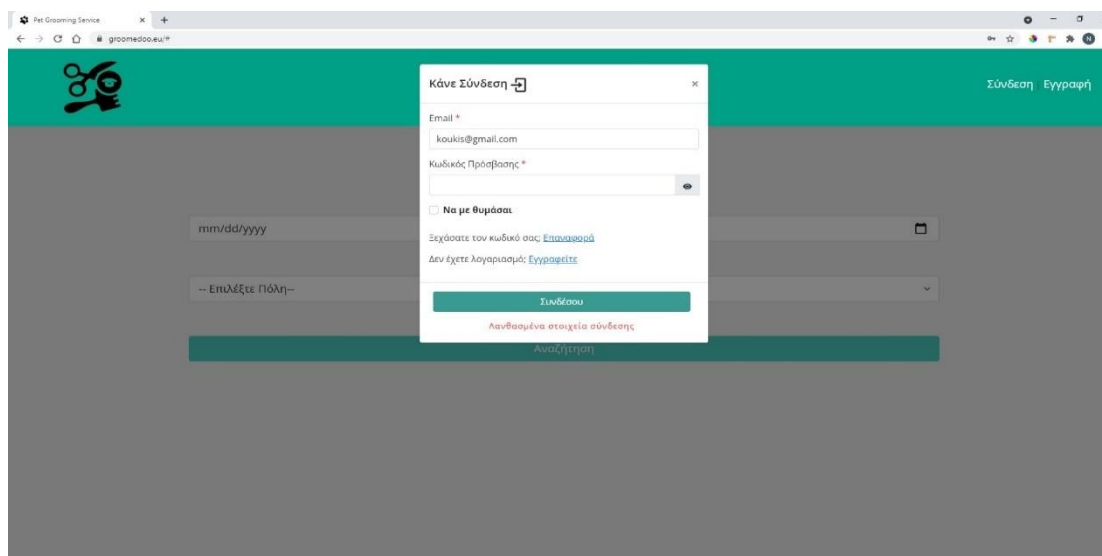 Pet Grooming Service
groomedoo.eu/#
N
Σύνδεση Εγγραφή
Κάνε Σύνδεση
Email *
koukis@gmail.com
Κωδικός Πρόσβασης *
Να με θυμάσαι
Ξεχάσατε τον κωδικό σας; Επαναφορά
Δεν έχετε λογαριασμό; Εγγραφείτε
Συνδέσου
Λανθασμένα στοιχεία σύνδεσης
mm/dd/yyyy
-- Επιλέξτε Πόλη--
Αναζήτηση